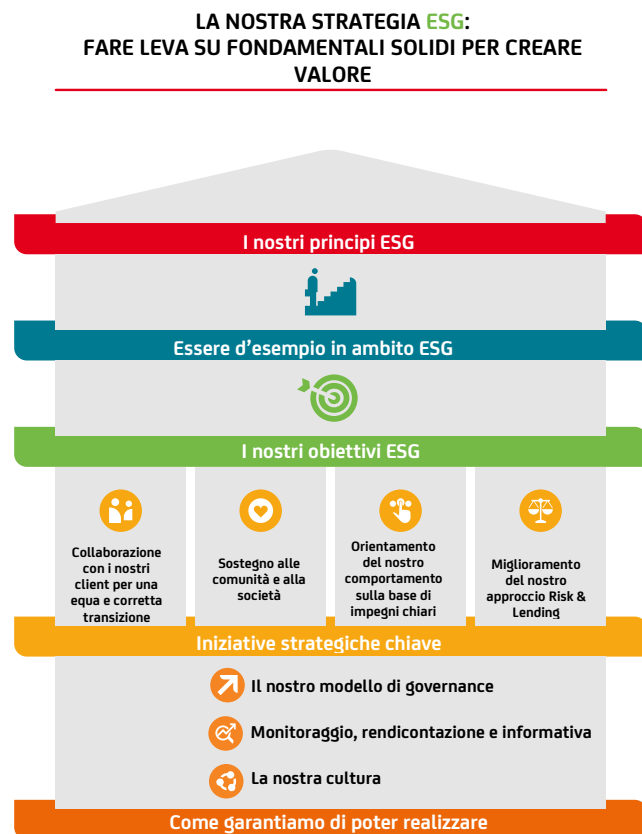 LA NOSTRA STRATEGIA ESG:
FARE LEVA SU FONDAMENTALI SOLIDI PER CREARE
VALORE
I nostri principi ESG
Essere d'esempio in ambito ESG
I nostri obiettivi ESG
Collaborazione
con i nostri
client per una
equa e corretta
transizione
Sostegno alle
comunità e alla
società
Orientamento
del nostro
comportamento
sulla base di
impegni chiari
Miglioramento
del nostro
approccio Risk &
Lending
Iniziative strategiche chiave
Il nostro modello di governance
Monitoraggio, rendicontazione e informativa
La nostra cultura
Come garantiamo di poter realizzare